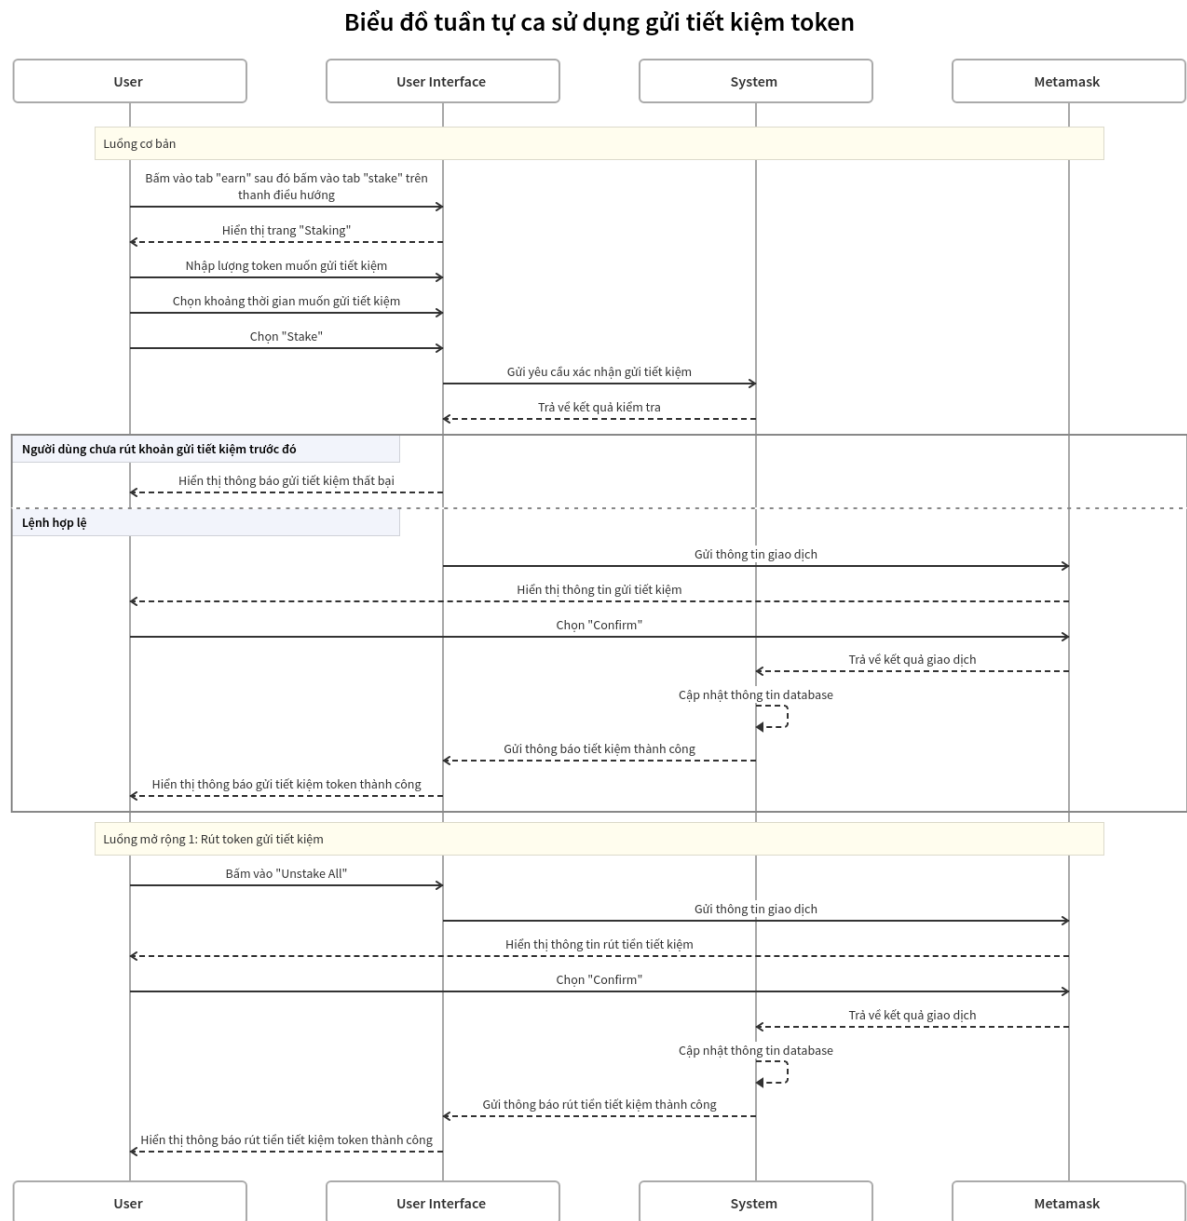 Biểu đồ tuần tự ca sử dụng gửi tiết kiệm token
User
User Interface
System
Metamask
Luồng cơ bản
Bấm vào tab "earn" sau đó bấm vào tab "stake" trên
thanh điều hướng
Hiển thị trang "Staking"
Nhập lượng token muốn gửi tiết kiệm
Chọn khoảng thời gian muốn gửi tiết kiệm
Chọn "Stake"
Gửi yêu cầu xác nhận gửi tiết kiệm
Trả về kết quả kiểm tra
Người dùng chưa rút khoản gửi tiết kiệm trước đó
Hiển thị thông báo gửi tiết kiệm thất bại
Lệnh hợp lệ
Gửi thông tin giao dịch
Hiển thị thông tin gửi tiết kiệm
Chọn "Confirm"
Trả về kết quả giao dịch
Cập nhật thông tin database
Gửi thông báo tiết kiệm thành công
Hiển thị thông báo gửi tiết kiệm token thành công
Luồng mở rộng 1: Rút token gửi tiết kiệm
Bấm vào "Unstake All"
Gửi thông tin giao dịch
Hiển thị thông tin rút tiền tiết kiệm
Chọn "Confirm"
Trả về kết quả giao dịch
Cập nhật thông tin database
Gửi thông báo rút tiền tiết kiệm thành công
Hiển thị thông báo rút tiền tiết kiệm token thành công
User
User Interface
System
Metamask